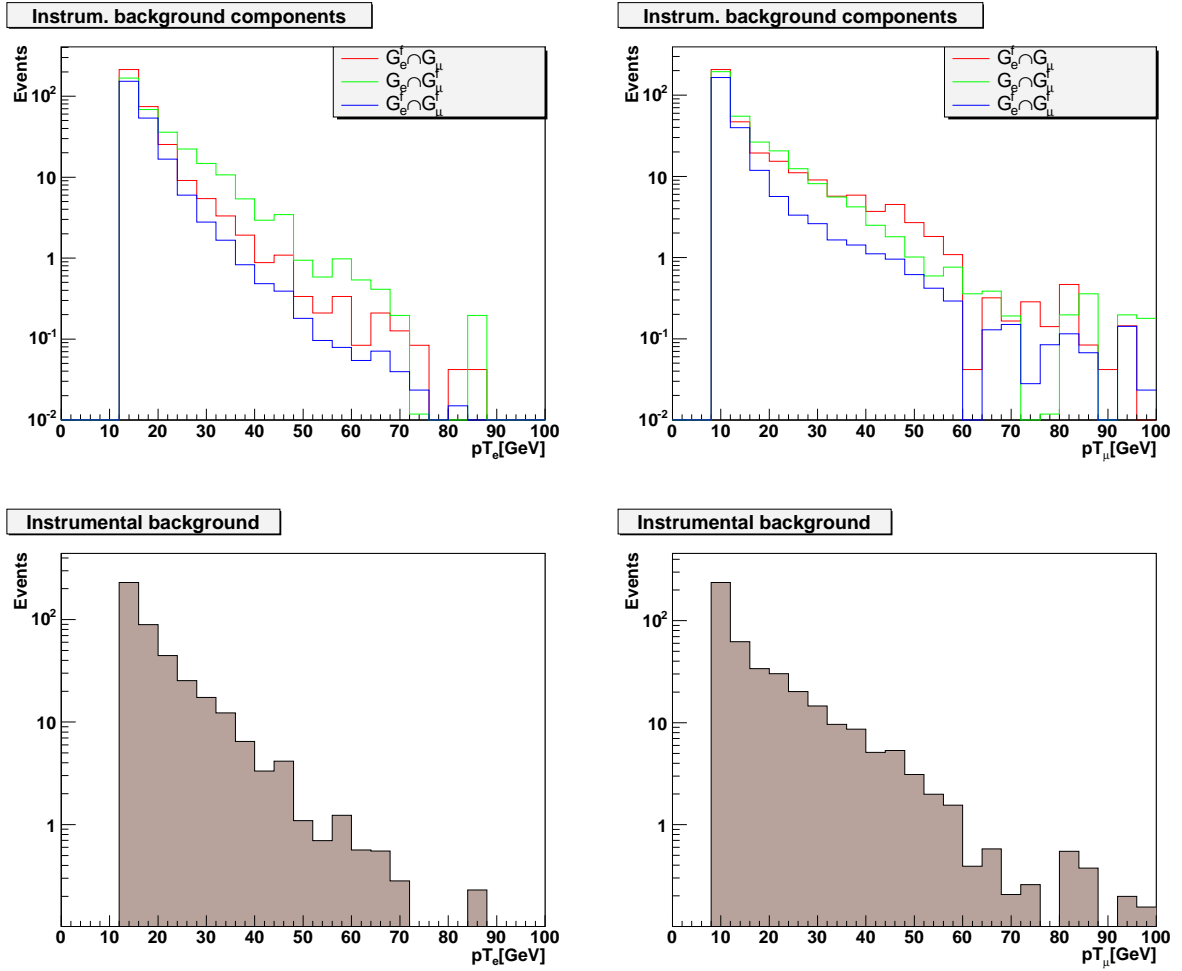 Instrum. background components
Events
10²
10
1
10⁻¹
10⁻²
G_e^f∩G_μ
G_e∩G_μ^f
G_e^f∩G_μ^f
0 10 20 30 40 50 60 70 80 90 100
pT_e[GeV]
Instrum. background components
Events
10²
10
1
10⁻¹
10⁻²
G_e^f∩G_μ
G_e∩G_μ^f
G_e^f∩G_μ^f
0 10 20 30 40 50 60 70 80 90 100
pT_μ[GeV]
Instrumental background
Events
10²
10
1
0 10 20 30 40 50 60 70 80 90 100
pT_e[GeV]
Instrumental background
Events
10²
10
1
0 10 20 30 40 50 60 70 80 90 100
pT_μ[GeV]